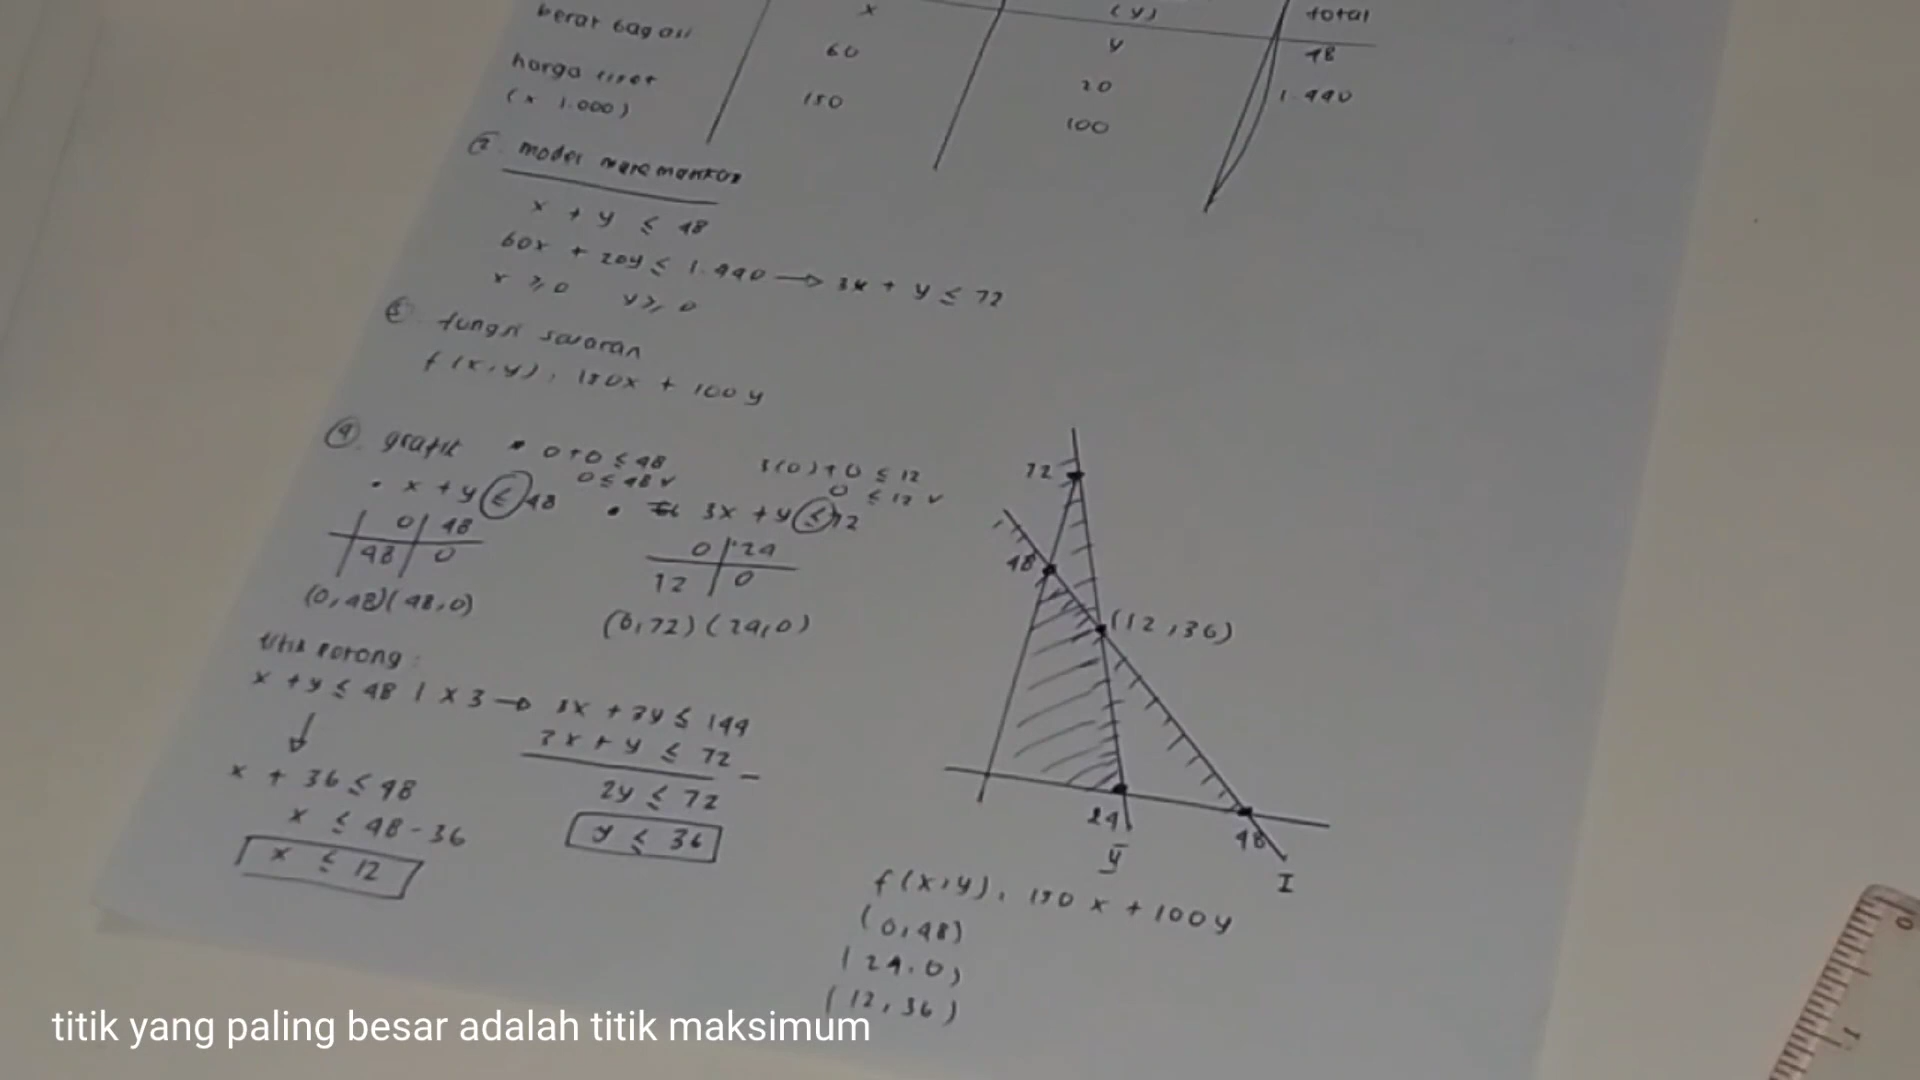 x (y) total
berat bagasi 60 y 48
harga tiket 150 20 1.440
(x 1.000) 100
② model matematika
x + y ≤ 48
60x + 20y ≤ 1.440 → 3x + y ≤ 72
x ≥ 0 y ≥ 0
③ fungsi sasaran
f(x,y) = 150x + 100y
④ grafik • 0+0 ≤ 48 3(0)+0 ≤ 72
0 ≤ 48 ✓ 0 ≤ 72 ✓
• x + y ≤ 48 • 3x + y ≤ 72
0 | 48 0 | 24
48 | 0 72 | 0
(0,48)(48,0) (0,72)(24,0)
titik potong :
x + y ≤ 48 | x 3 → 3x + 3y ≤ 144
3x + y ≤ 72 –
↓ 2y ≤ 72
x + 36 ≤ 48 y ≤ 36
x ≤ 48 - 36
x ≤ 12
72
48
(12,36)
24
48
II
I
f(x,y) = 150x + 100y
(0,48)
(24,0)
(12,36)
titik yang paling besar adalah titik maksimum